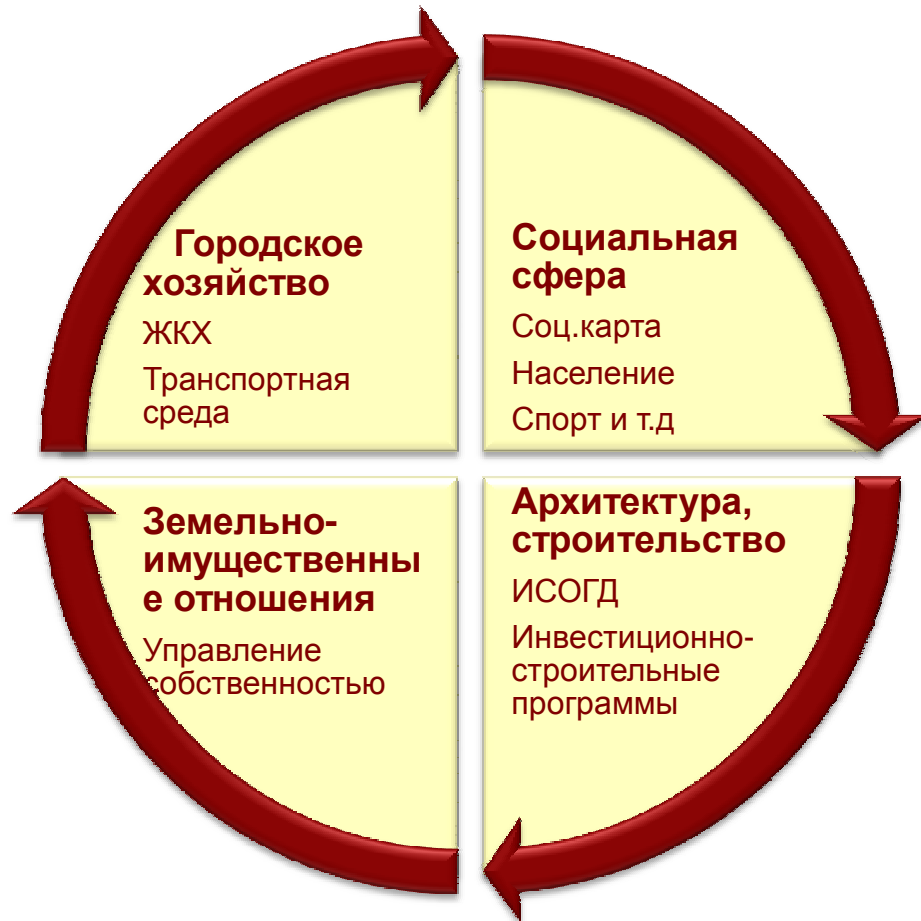 Городское
хозяйство
ЖКХ
Транспортная
среда
Социальная
сфера
Соц.карта
Население
Спорт и т.д
Земельно-
имущественны
е отношения
Управление
собственностью
Архитектура,
строительство
ИСОГД
Инвестиционно-
строительные
программы